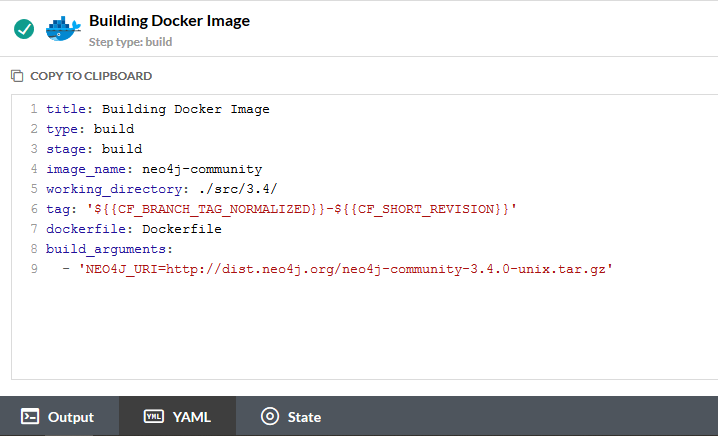 Building Docker Image
Step type: build
COPY TO CLIPBOARD
1 title: Building Docker Image
2 type: build
3 stage: build
4 image_name: neo4j-community
5 working_directory: ./src/3.4/
6 tag: '${{CF_BRANCH_TAG_NORMALIZED}}-${{CF_SHORT_REVISION}}'
7 dockerfile: Dockerfile
8 build_arguments:
9   - 'NEO4J_URI=http://dist.neo4j.org/neo4j-community-3.4.0-unix.tar.gz'
Output YML YAML State